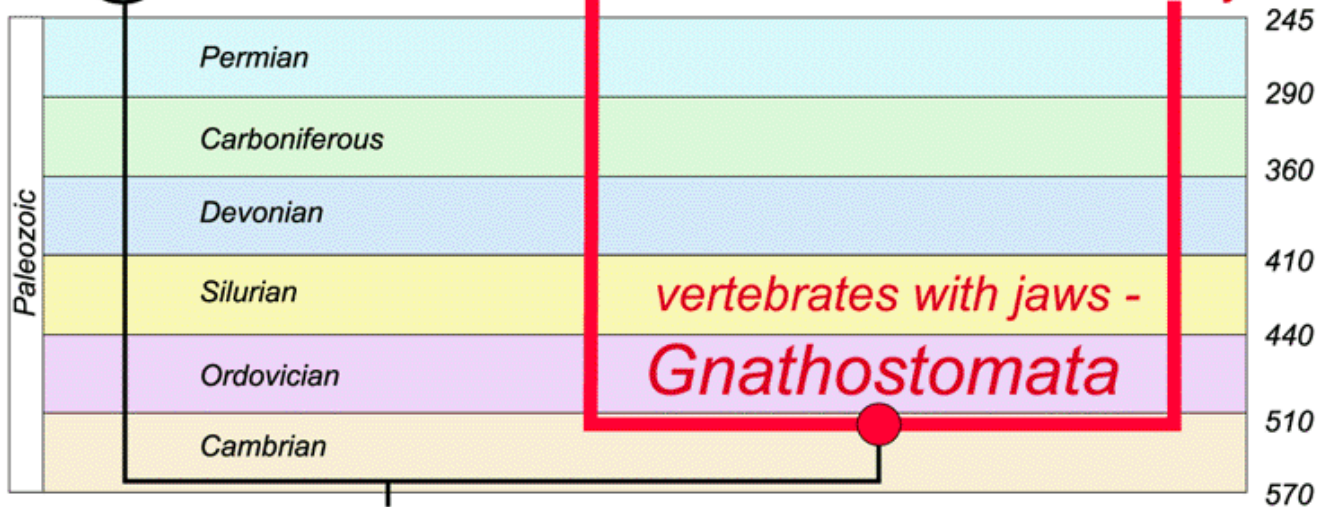 245
Permian
290
Carboniferous
360
Devonian
410
Paleozoic
Silurian
vertebrates with jaws -
440
Ordovician
Gnathostomata
510
Cambrian
570